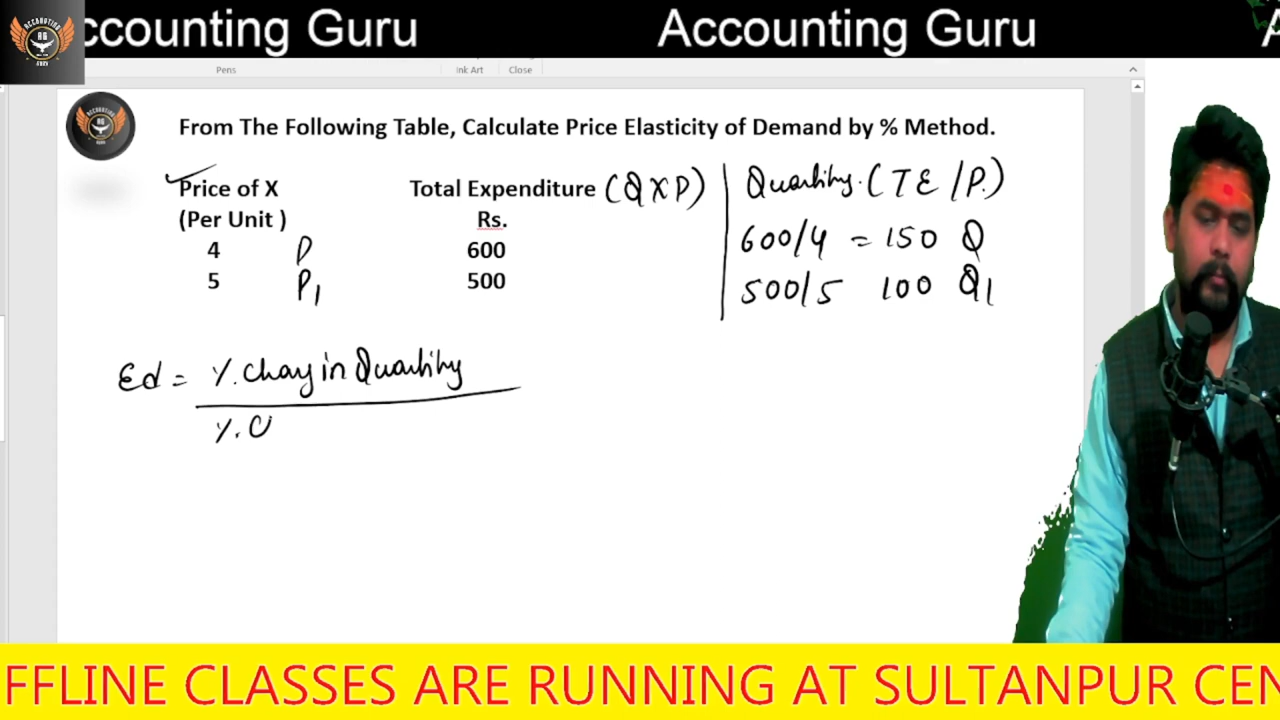 ccounting Guru
Accounting Guru
A
Pens
Ink Art
Close
From The Following Table, Calculate Price Elasticity of Demand by % Method.
Price of X
(Per Unit )
Total Expenditure (Q X P)
Rs.
Quantity. (TE/P.)
4 P 600 600/4 = 150 Q
5 P1 500 500/5 100 Q1
Ed = %. Chang in Quantity
%. C
FFLINE CLASSES ARE RUNNING AT SULTANPUR CEN